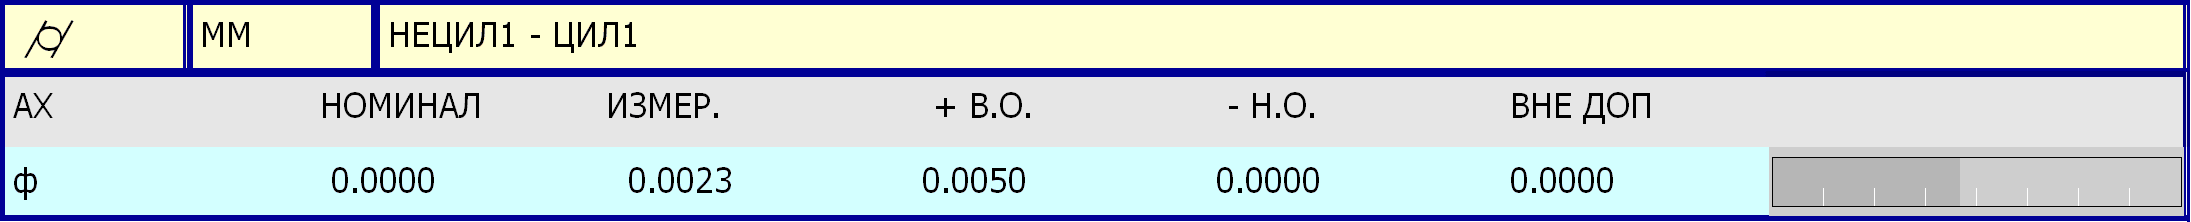 ММ НЕЦИЛ1 - ЦИЛ1
АХ НОМИНАЛ ИЗМЕР. + В.О. - Н.О. ВНЕ ДОП
ф 0.0000 0.0023 0.0050 0.0000 0.0000